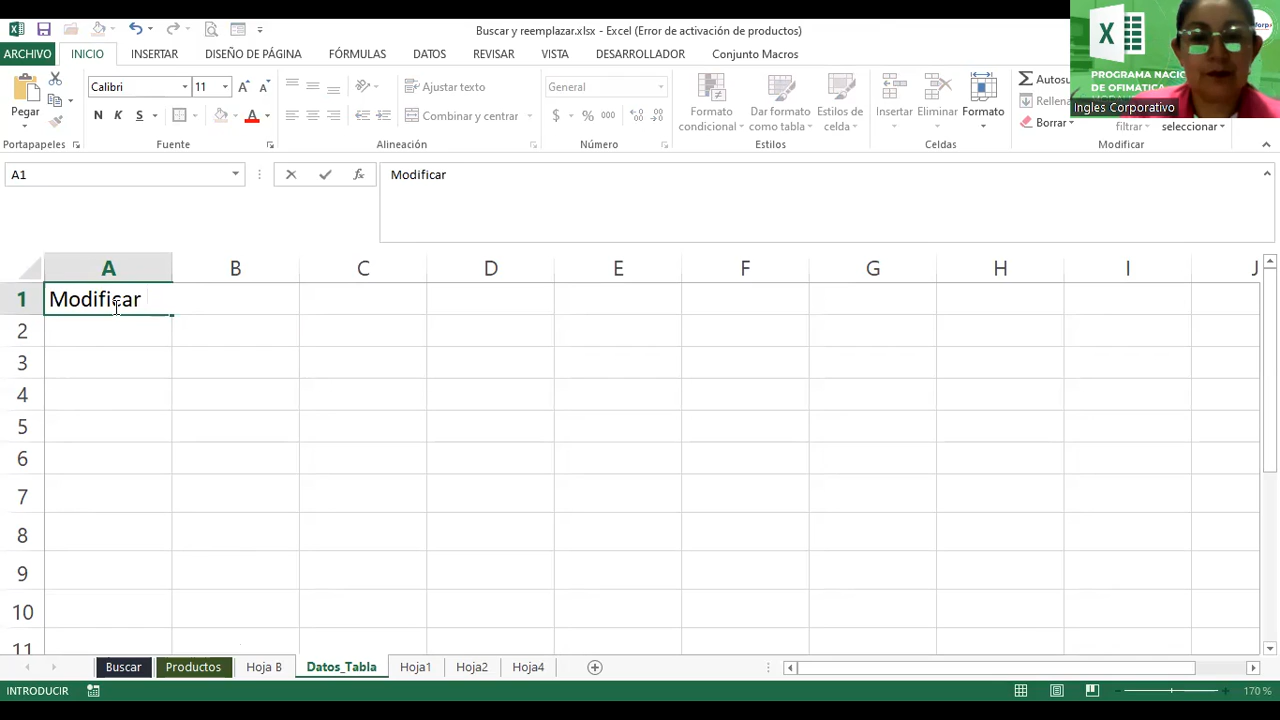 Buscar y reemplazar.xlsx - Excel (Error de activación de productos)
ARCHIVO INICIO INSERTAR DISEÑO DE PÁGINA FÓRMULAS DATOS REVISAR VISTA DESARROLLADOR Conjunto Macros
PROGRAMA NACIO
DE OFIMÁTICA
Ingles Corporativo
Pegar
Calibri 11
Ajustar texto
Combinar y centrar
General
$ % 000
N K S
Formato condicional
Dar formato como tabla
Estilos de celda
Insertar
Eliminar
Formato
Autosu
Rellena
Borrar
filtrar
seleccionar
Portapapeles Fuente Alineación Número Estilos Celdas Modificar
A1 fx Modificar
A B C D E F G H I J
1 Modificar
2
3
4
5
6
7
8
9
10
11
Buscar Productos Hoja B Datos_Tabla Hoja1 Hoja2 Hoja4
INTRODUCIR 170 %